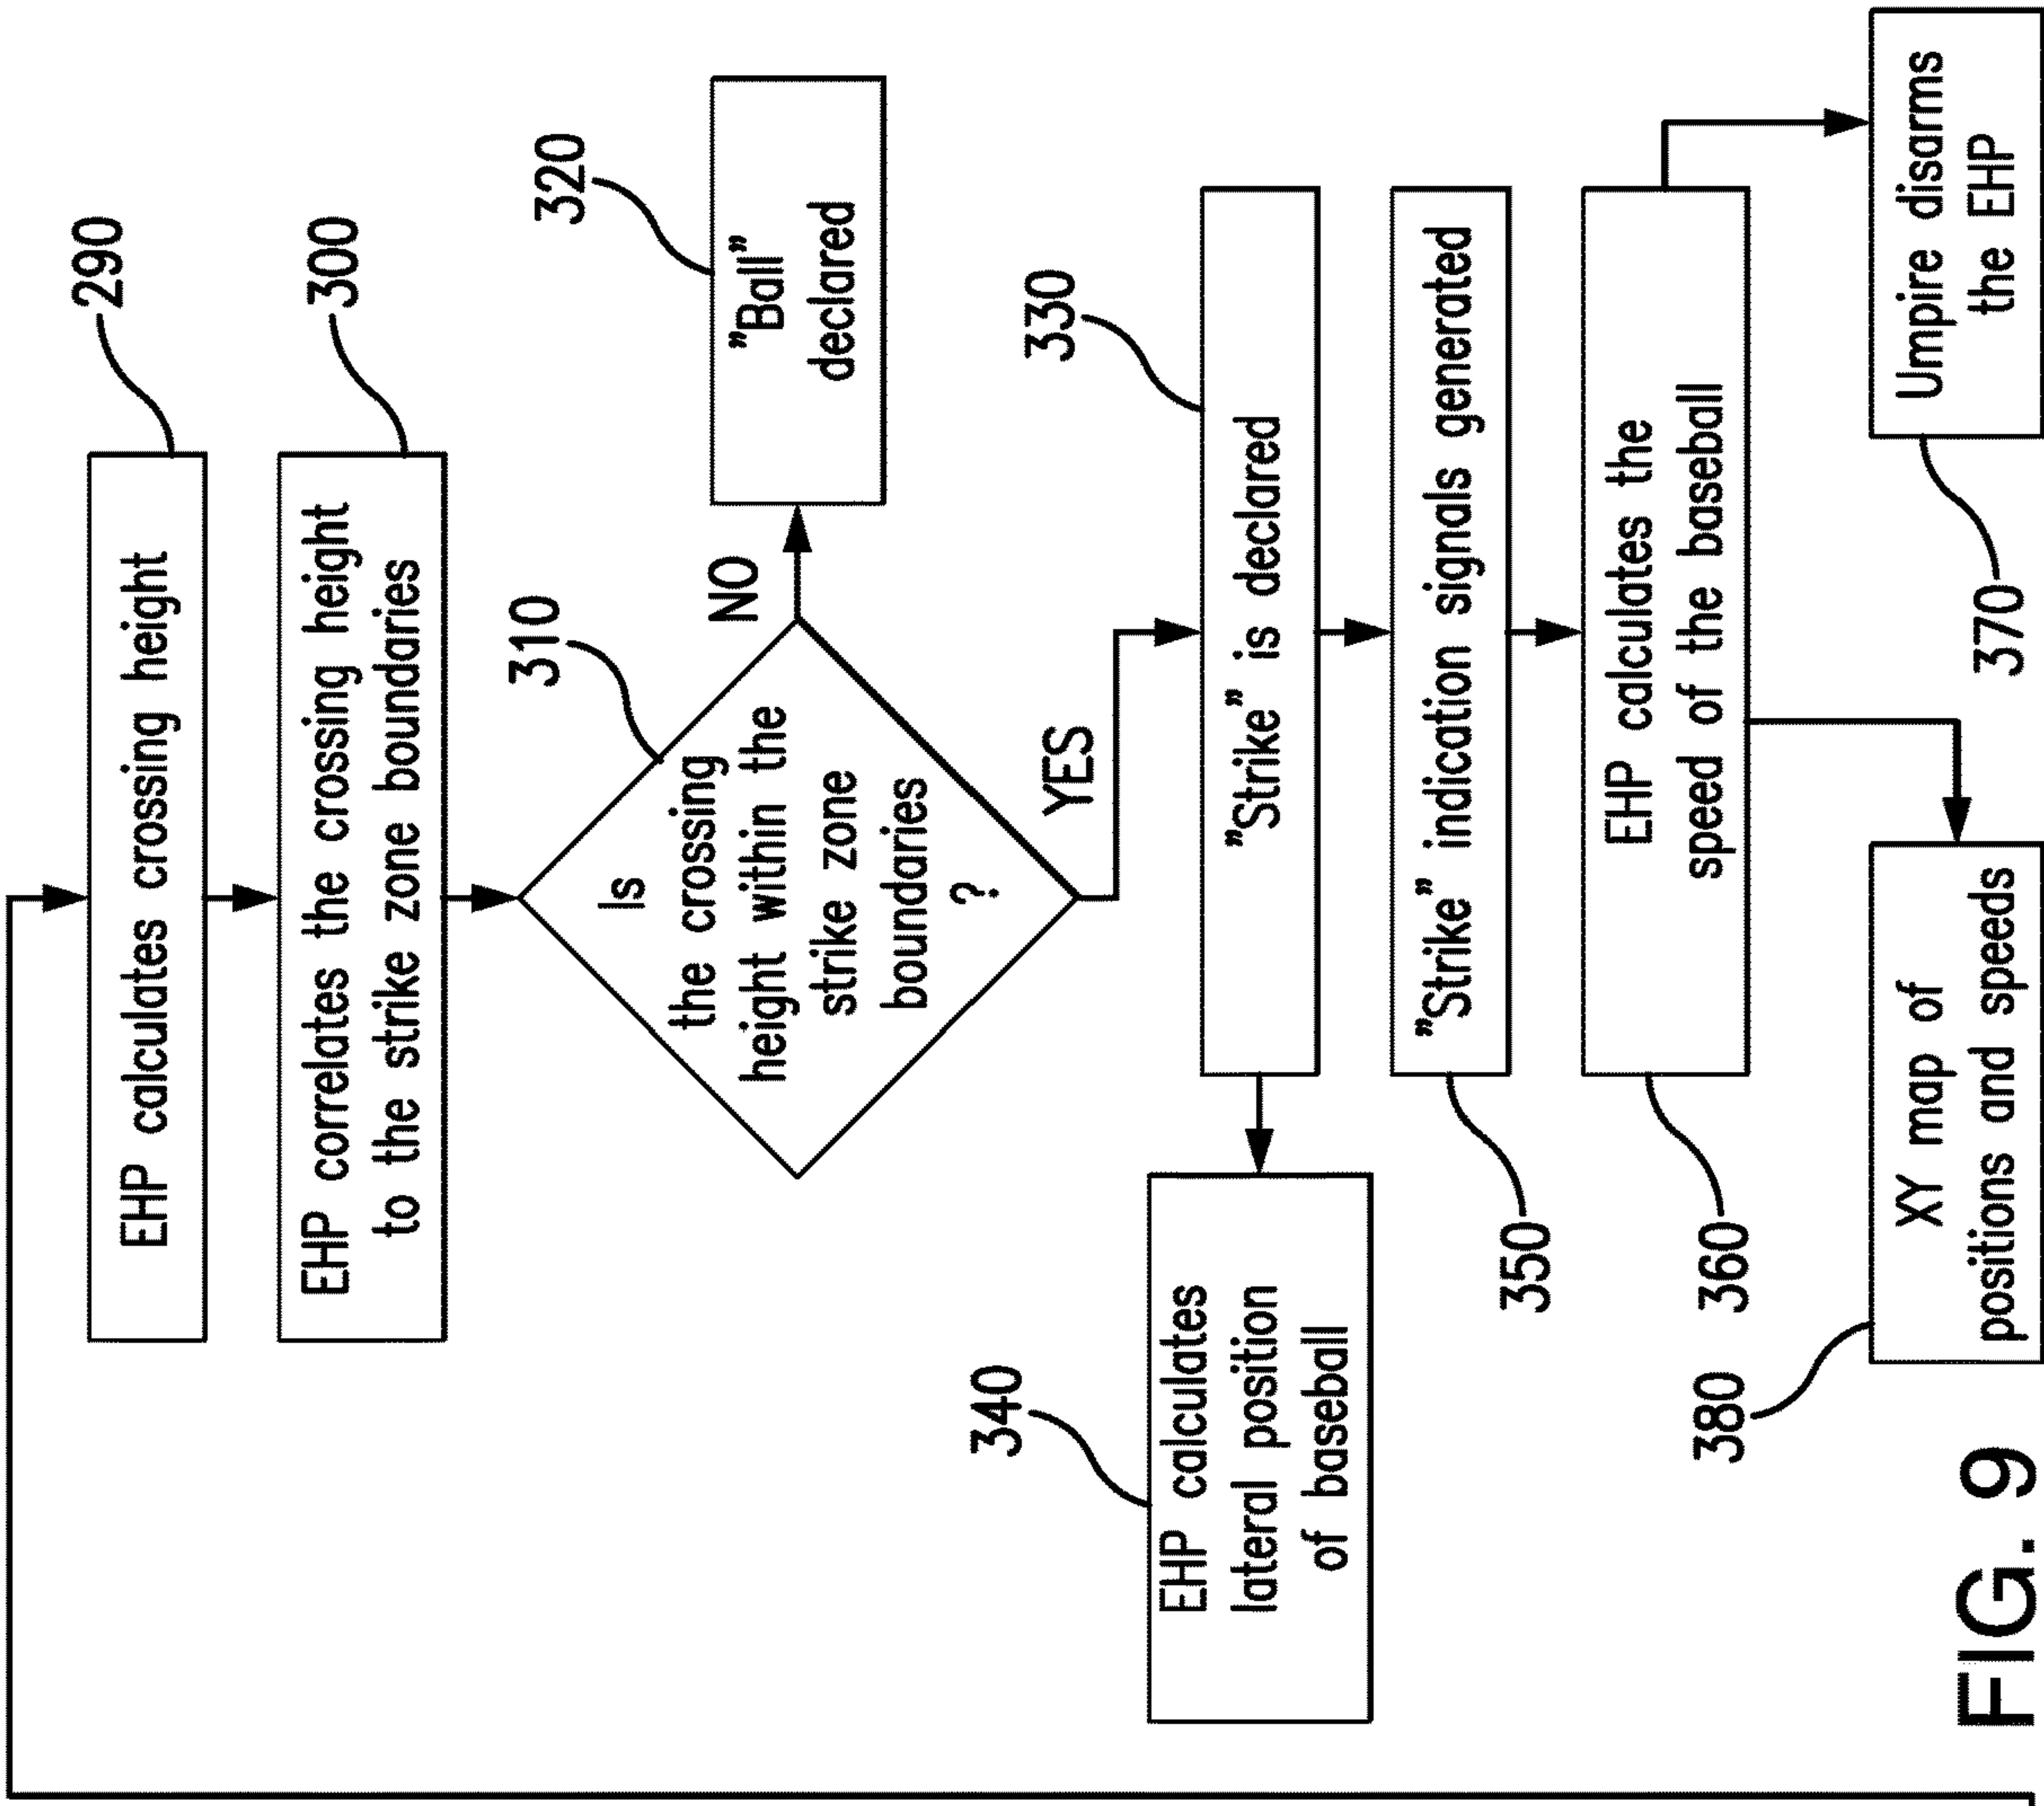 EHP calculates crossing height
290
EHP correlates the crossing height
to the strike zone boundaries
300
310
Is
the crossing
height within the
strike zone
boundaries
?
NO
"Ball"
declared
320
YES
"Strike" is declared
330
340
EHP calculates
lateral position
of baseball
"Strike" indication signals generated
350
EHP calculates the
speed of the baseball
360
380
XY map of
positions and speeds
Umpire disarms
the EHP
370
FIG. 9